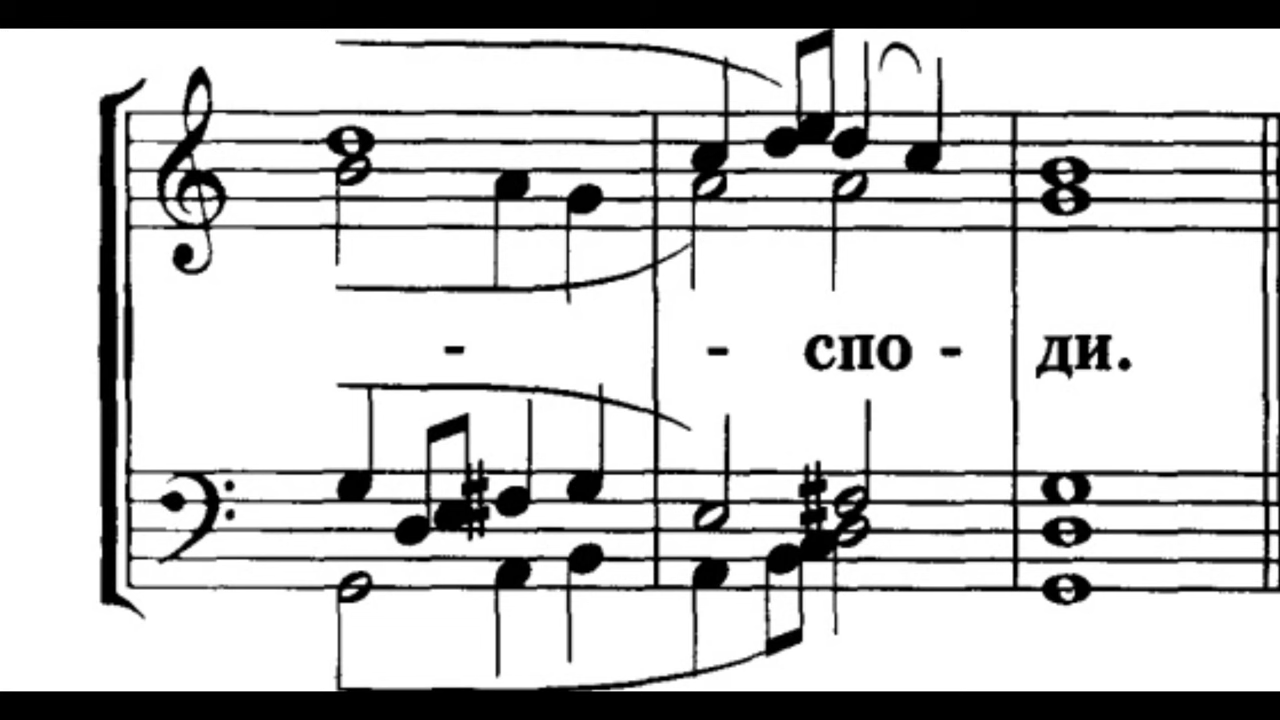 - - спо - ди.